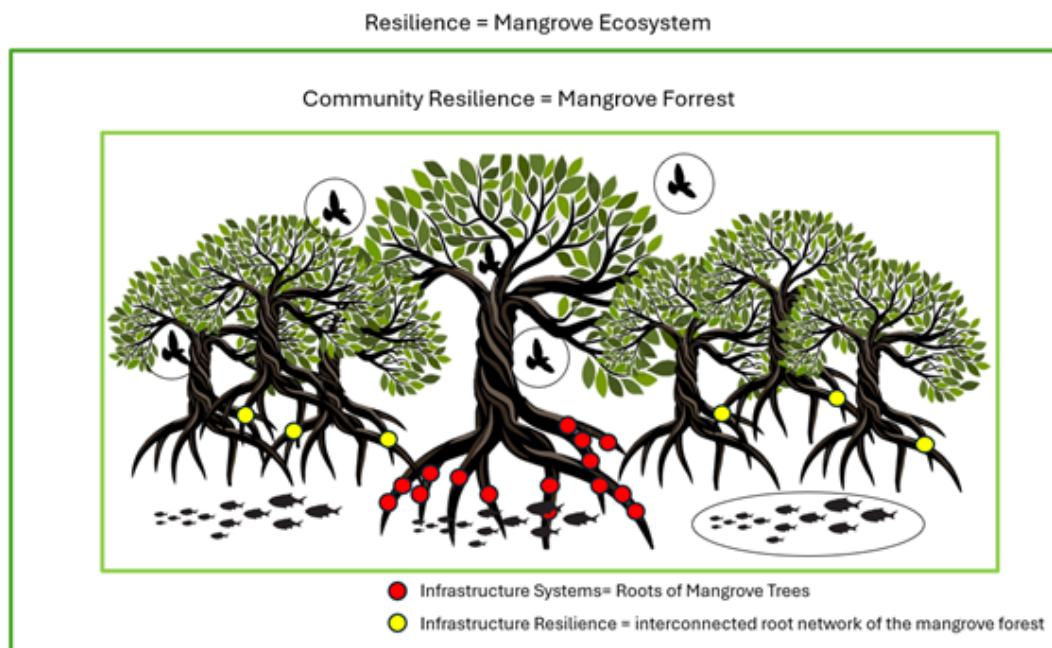 Resilience = Mangrove Ecosystem
Community Resilience = Mangrove Forrest
Infrastructure Systems= Roots of Mangrove Trees
Infrastructure Resilience = interconnected root network of the mangrove forest